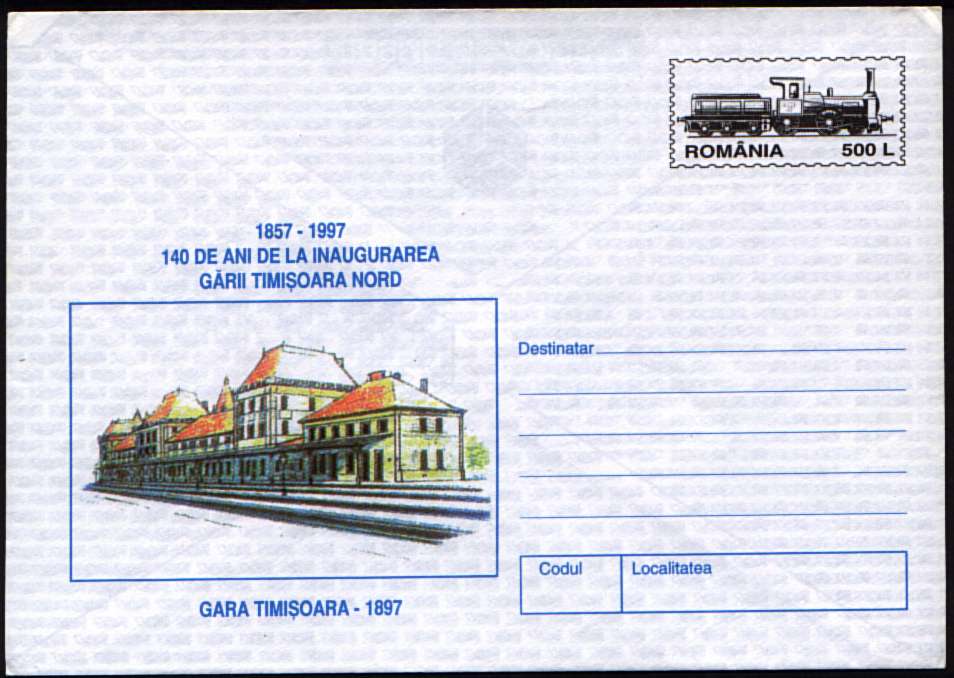 ROMÂNIA 500 L
1857 - 1997
140 DE ANI DE LA INAUGURAREA
GĂRII TIMIȘOARA NORD
Destinatar
Codul Localitatea
GARA TIMIȘOARA - 1897